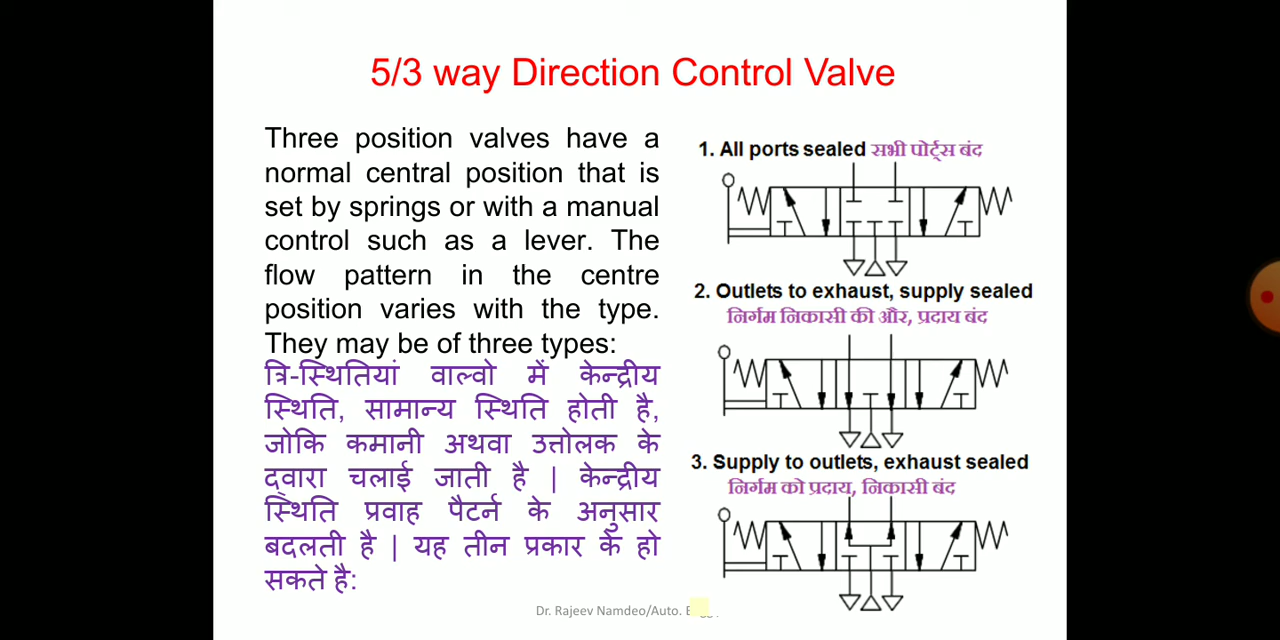 5/3 way Direction Control Valve
Three position valves have a
normal central position that is
set by springs or with a manual
control such as a lever. The
flow pattern in the centre
position varies with the type.
They may be of three types:
त्रि-स्थितियां वाल्वो में केन्द्रीय
स्थिति, सामान्य स्थिति होती है,
जोकि कमानी अथवा उत्तोलक के
द्वारा चलाई जाती है | केन्द्रीय
स्थिति प्रवाह पैटर्न के अनुसार
बदलती है | यह तीन प्रकार के हो
सकते है:
1. All ports sealed सभी पोर्ट्स बंद
2. Outlets to exhaust, supply sealed
निर्गम निकासी की और, प्रदाय बंद
3. Supply to outlets, exhaust sealed
निर्गम को प्रदाय, निकासी बंद
Dr. Rajeev Namdeo/Auto.